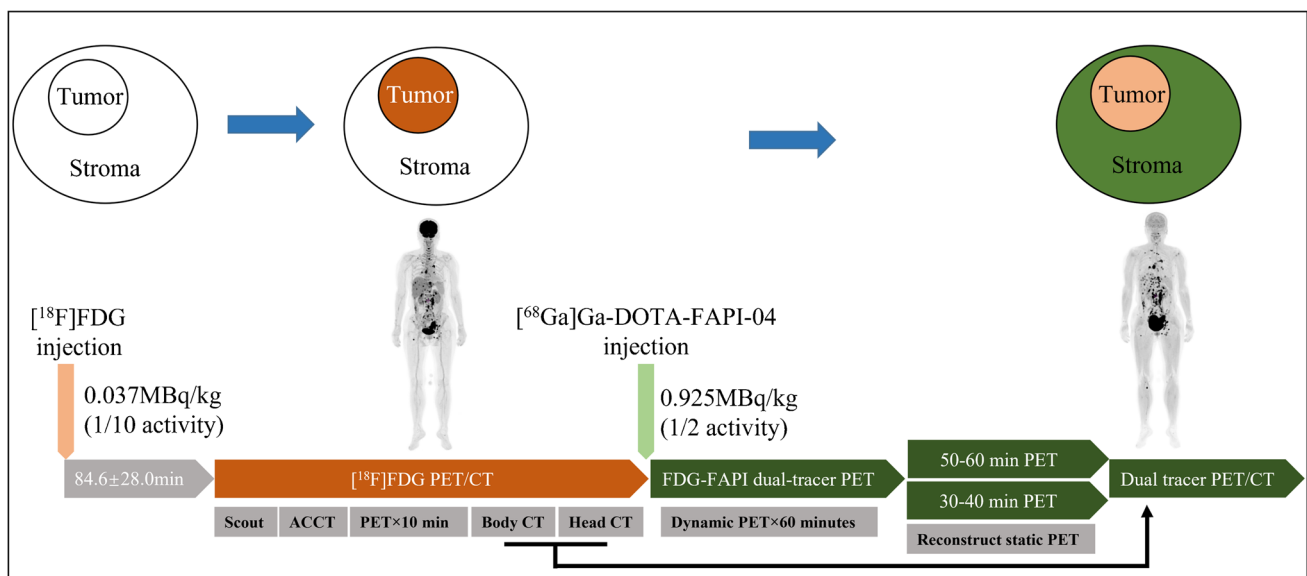 Tumor
Stroma
Tumor
Stroma
Tumor
Stroma
[¹⁸F]FDG
injection
0.037MBq/kg
(1/10 activity)
[⁶⁸Ga]Ga-DOTA-FAPI-04
injection
0.925MBq/kg
(1/2 activity)
84.6±28.0min
[¹⁸F]FDG PET/CT
FDG-FAPI dual-tracer PET
50-60 min PET
30-40 min PET
Dual tracer PET/CT
Scout
ACCT
PET×10 min
Body CT
Head CT
Dynamic PET×60 minutes
Reconstruct static PET